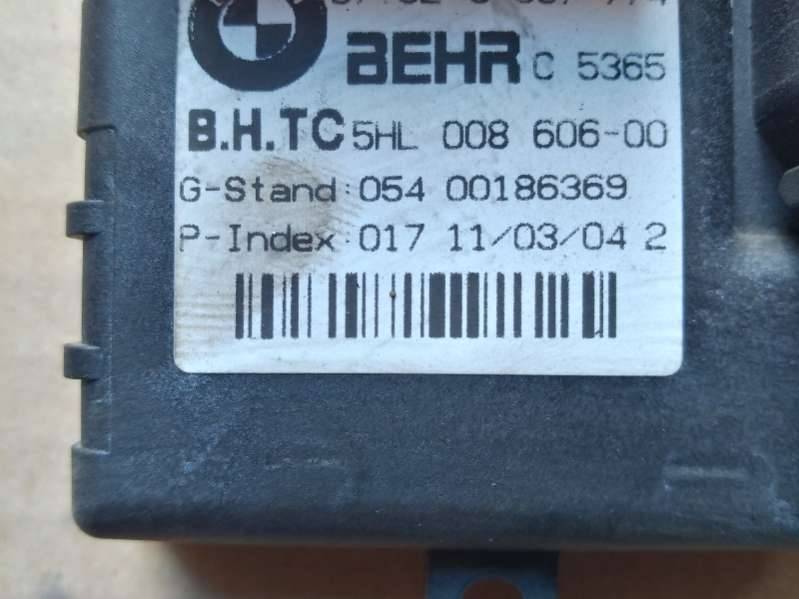 BEHR C 5365
B.H.TC 5HL 008 606-00
G-Stand:054 00186369
P-Index:017 11/03/04 2